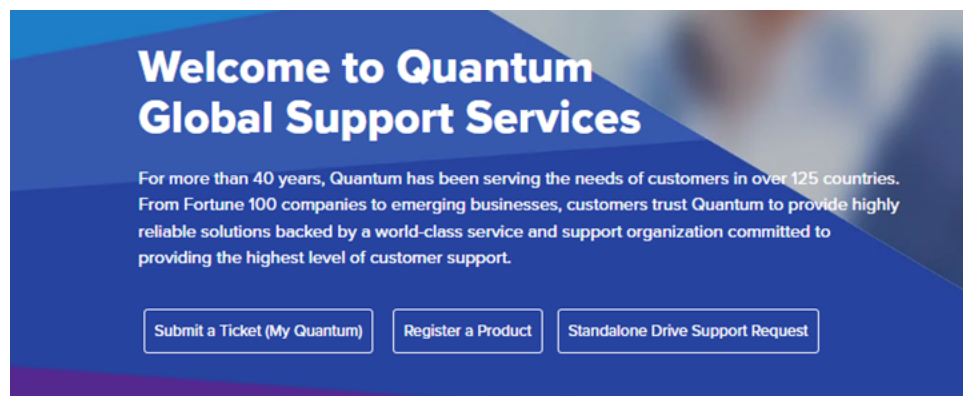 Welcome to Quantum
Global Support Services
For more than 40 years, Quantum has been serving the needs of customers in over 125 countries.
From Fortune 100 companies to emerging businesses, customers trust Quantum to provide highly
reliable solutions backed by a world-class service and support organization committed to
providing the highest level of customer support.
Submit a Ticket (My Quantum) Register a Product Standalone Drive Support Request